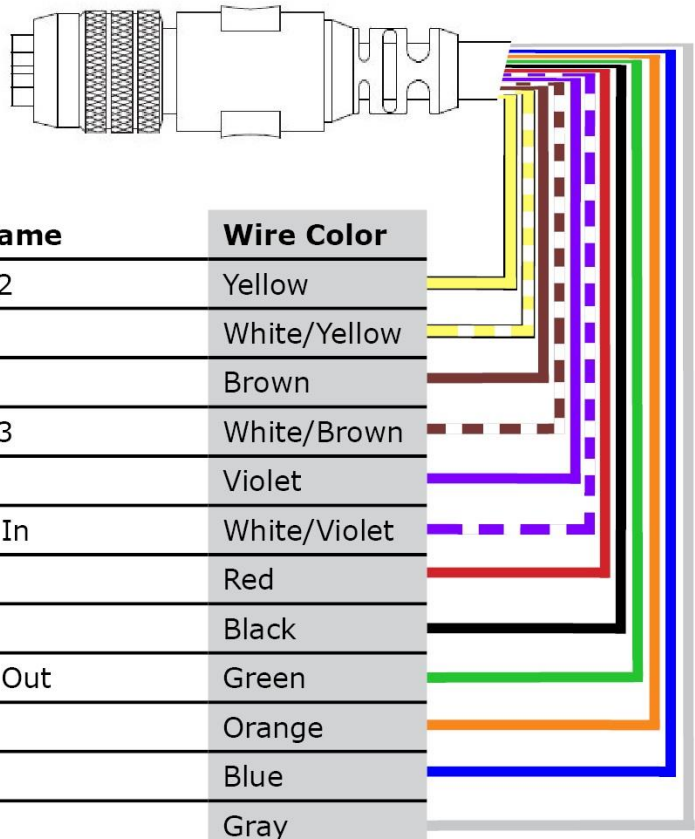 ame Wire Color
2 Yellow
White/Yellow
Brown
3 White/Brown
Violet
In White/Violet
Red
Black
Out Green
Orange
Blue
Gray